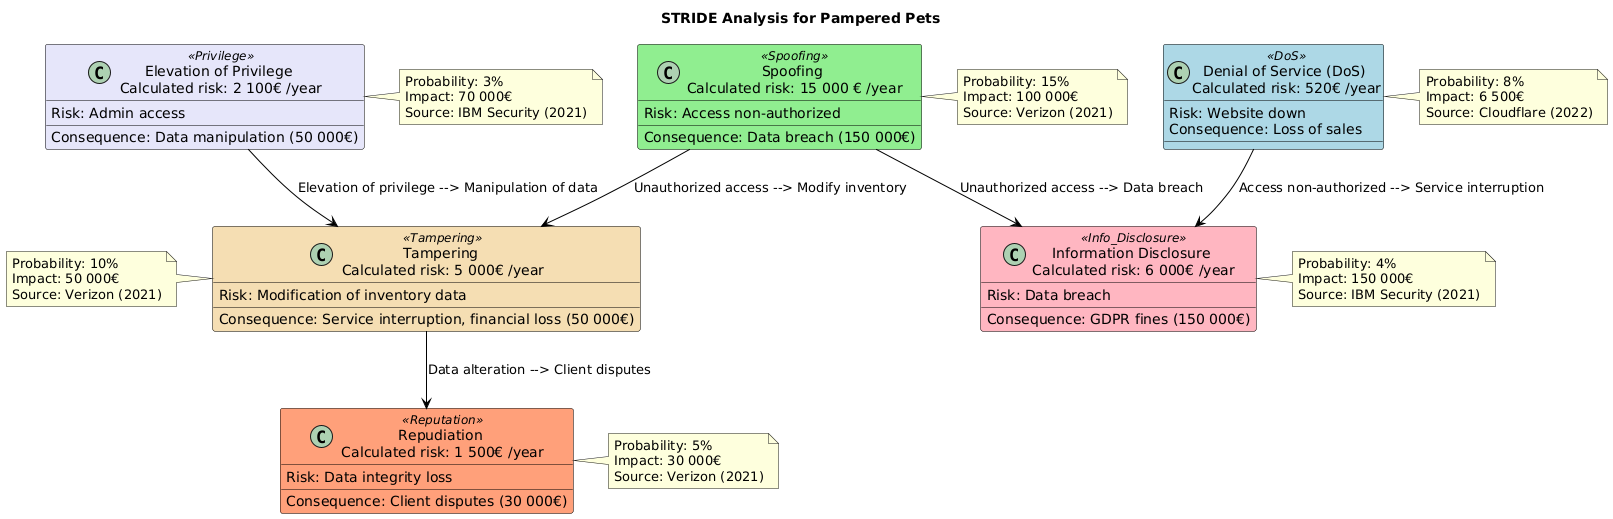 STRIDE Analysis for Pampered Pets
«Privilege»
C
Elevation of Privilege
Calculated risk: 2 100€ /year
Risk: Admin access
Consequence: Data manipulation (50 000€)
Probability: 3%
Impact: 70 000€
Source: IBM Security (2021)
«Spoofing»
C
Spoofing
Calculated risk: 15 000 € /year
Risk: Access non-authorized
Consequence: Data breach (150 000€)
Probability: 15%
Impact: 100 000€
Source: Verizon (2021)
«DoS»
C
Denial of Service (DoS)
Calculated risk: 520€ /year
Risk: Website down
Consequence: Loss of sales
Probability: 8%
Impact: 6 500€
Source: Cloudflare (2022)
Elevation of privilege --> Manipulation of data
Unauthorized access --> Modify inventory
Unauthorized access --> Data breach
Access non-authorized --> Service interruption
Probability: 10%
Impact: 50 000€
Source: Verizon (2021)
«Tampering»
C
Tampering
Calculated risk: 5 000€ /year
Risk: Modification of inventory data
Consequence: Service interruption, financial loss (50 000€)
«Info_Disclosure»
C
Information Disclosure
Calculated risk: 6 000€ /year
Risk: Data breach
Consequence: GDPR fines (150 000€)
Probability: 4%
Impact: 150 000€
Source: IBM Security (2021)
Data alteration --> Client disputes
«Reputation»
C
Repudiation
Calculated risk: 1 500€ /year
Risk: Data integrity loss
Consequence: Client disputes (30 000€)
Probability: 5%
Impact: 30 000€
Source: Verizon (2021)